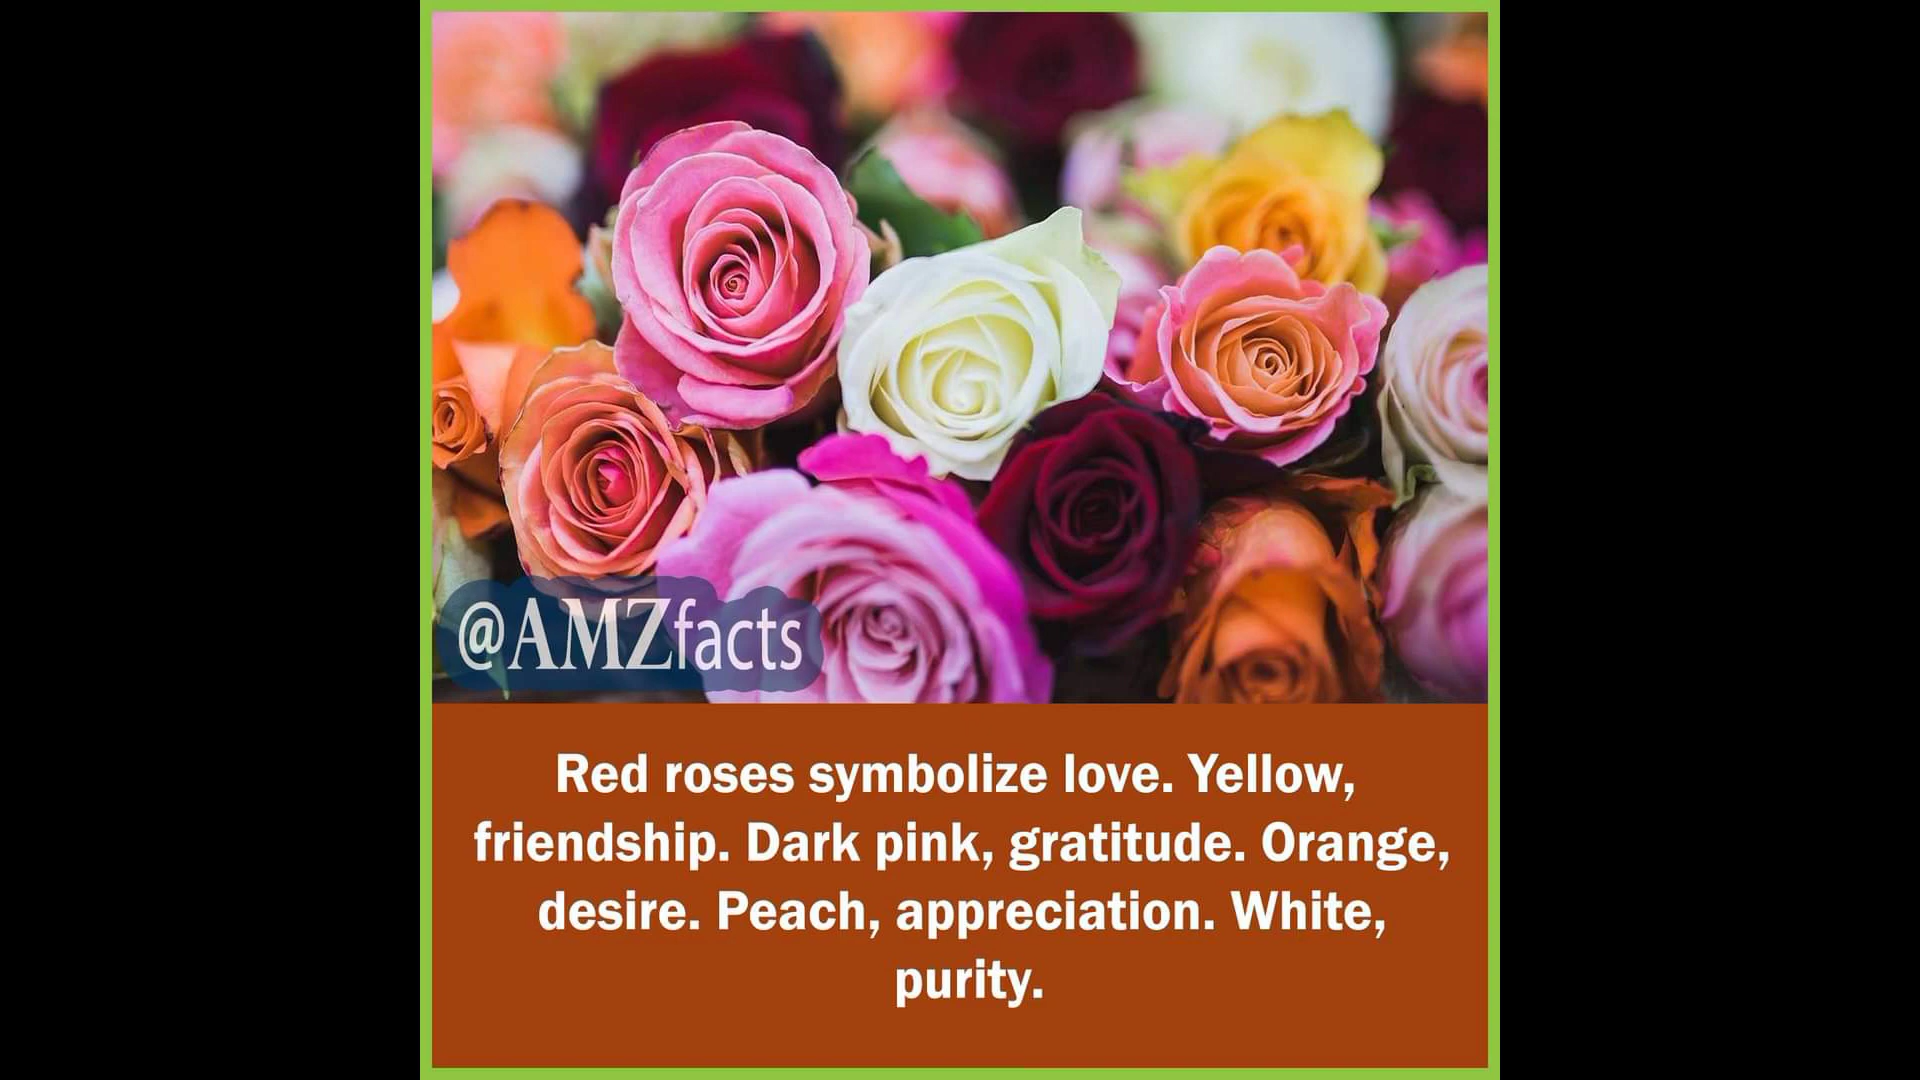 @AMZfacts
Red roses symbolize love. Yellow,
friendship. Dark pink, gratitude. Orange,
desire. Peach, appreciation. White,
purity.